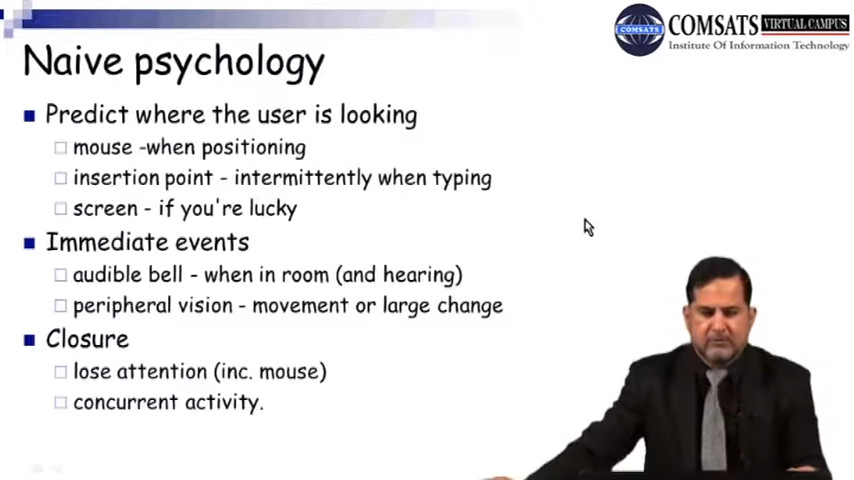 COMSATS VIRTUAL CAMPUS
Institute Of Information Technology
COMSATS
Naive psychology
Predict where the user is looking
mouse -when positioning
insertion point - intermittently when typing
screen - if you're lucky
Immediate events
audible bell - when in room (and hearing)
peripheral vision - movement or large change
Closure
lose attention (inc. mouse)
concurrent activity.